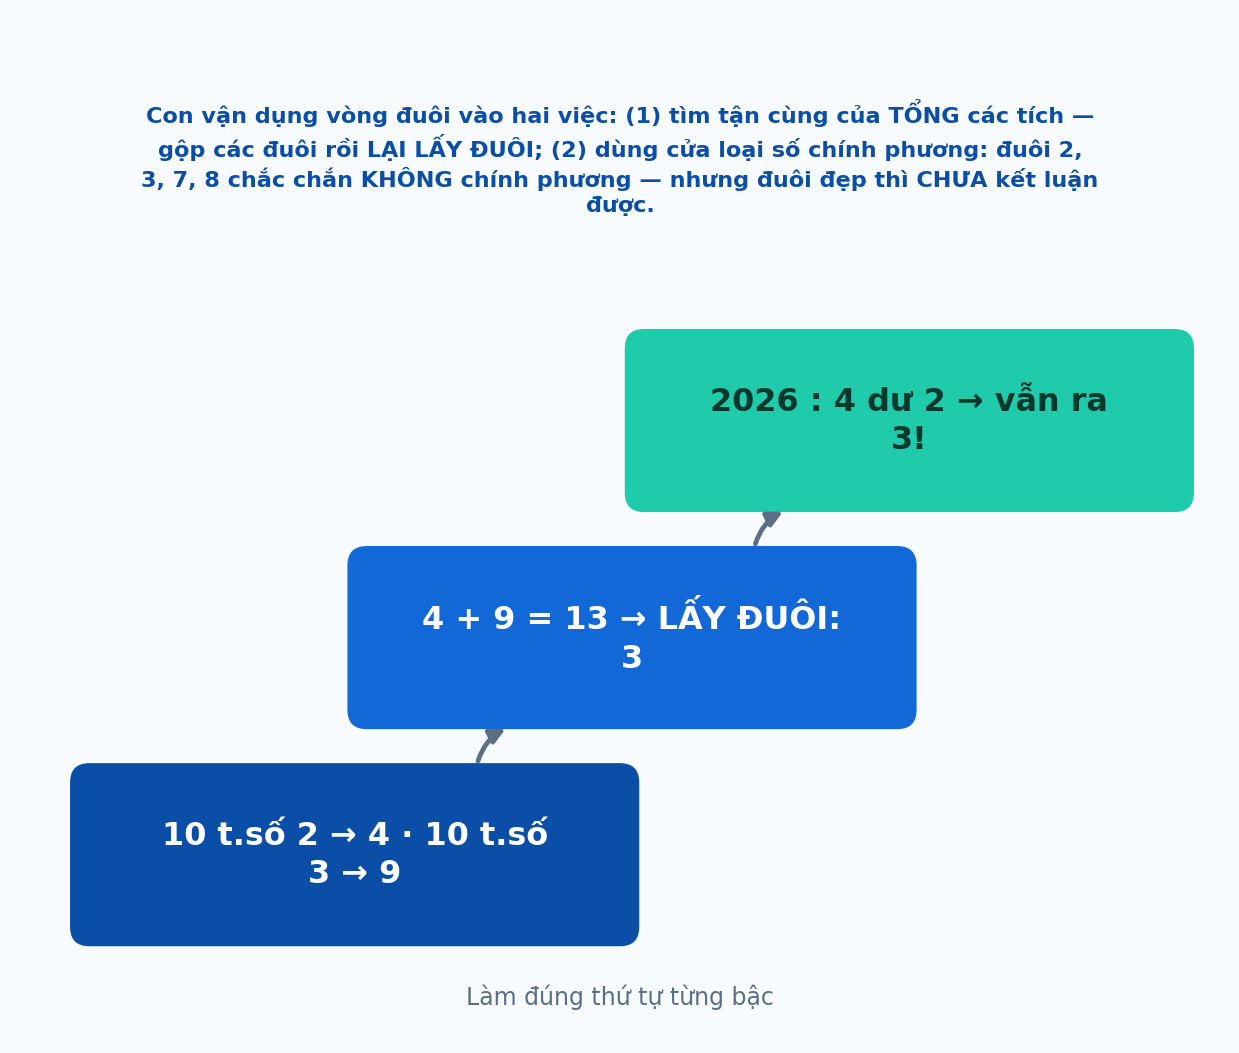 Con vận dụng vòng đuôi vào hai việc: (1) tìm tận cùng của TỔNG các tích —
gộp các đuôi rồi LẠI LẤY ĐUÔI; (2) dùng cửa loại số chính phương: đuôi 2,
3, 7, 8 chắc chắn KHÔNG chính phương — nhưng đuôi đẹp thì CHƯA kết luận
được.
2026 : 4 dư 2 → vẫn ra
3!
4 + 9 = 13 → LẤY ĐUÔI:
3
10 t.số 2 → 4 · 10 t.số
3 → 9
Làm đúng thứ tự từng bậc